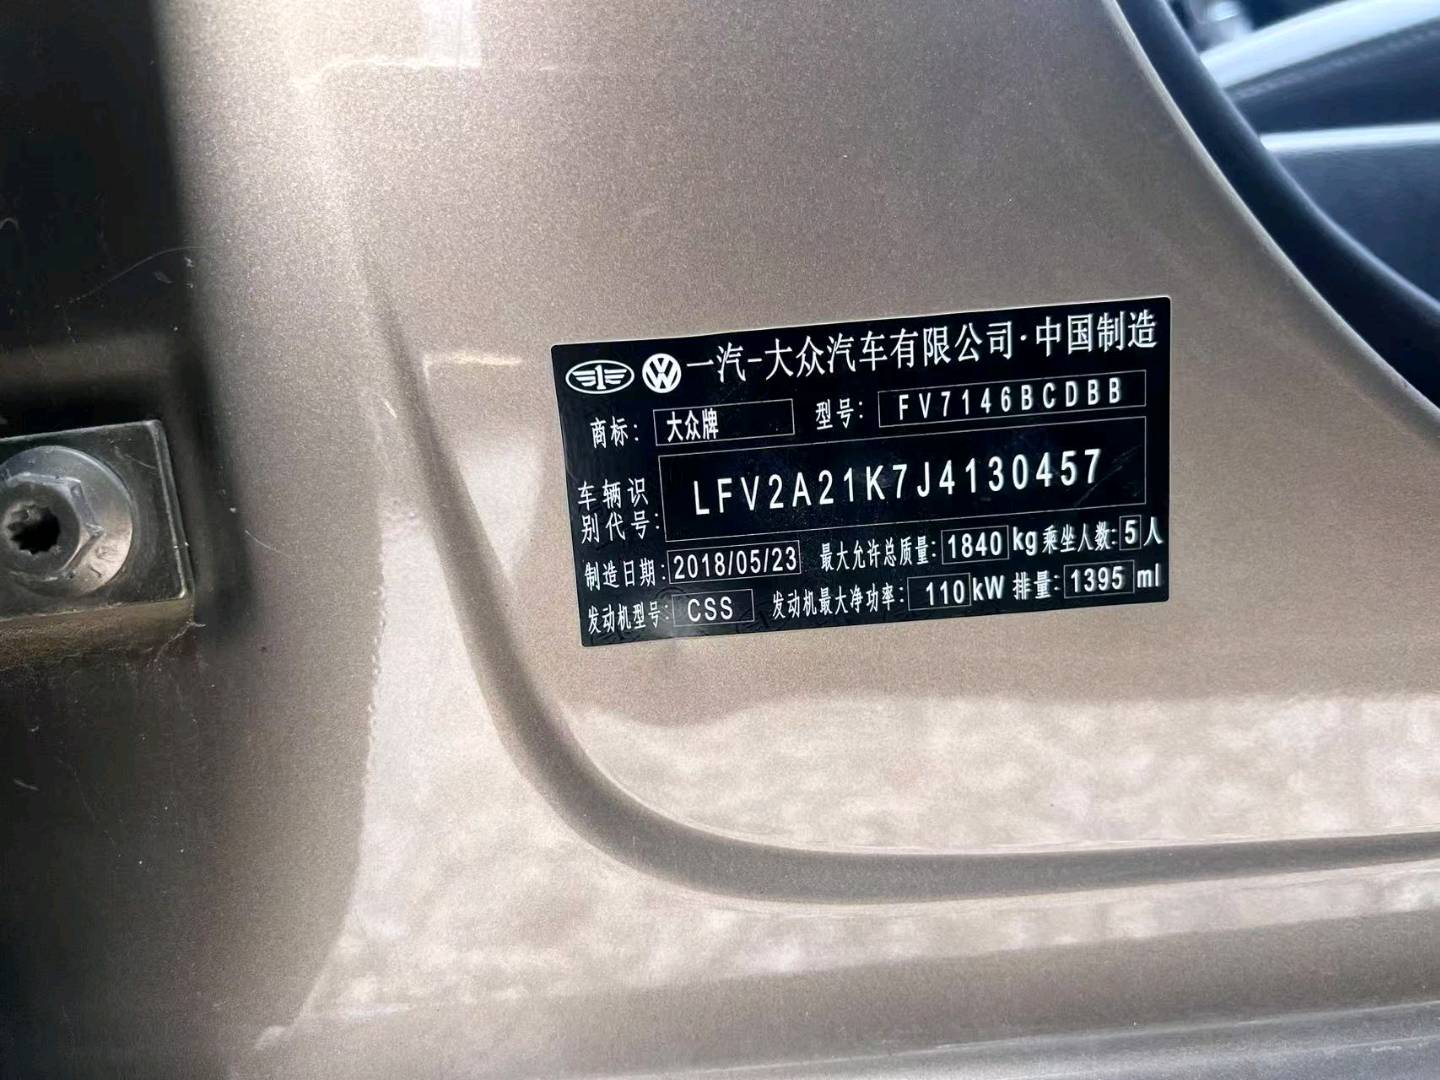 一汽-大众汽车有限公司·中国制造
商标: 大众牌 型号: FV7146BCDBB
车辆识别代号: LFV2A21K7J4130457
制造日期: 2018/05/23 最大允许总质量: 1840 kg 乘坐人数: 5 人
发动机型号: CSS 发动机最大净功率: 110 kW 排量: 1395 ml